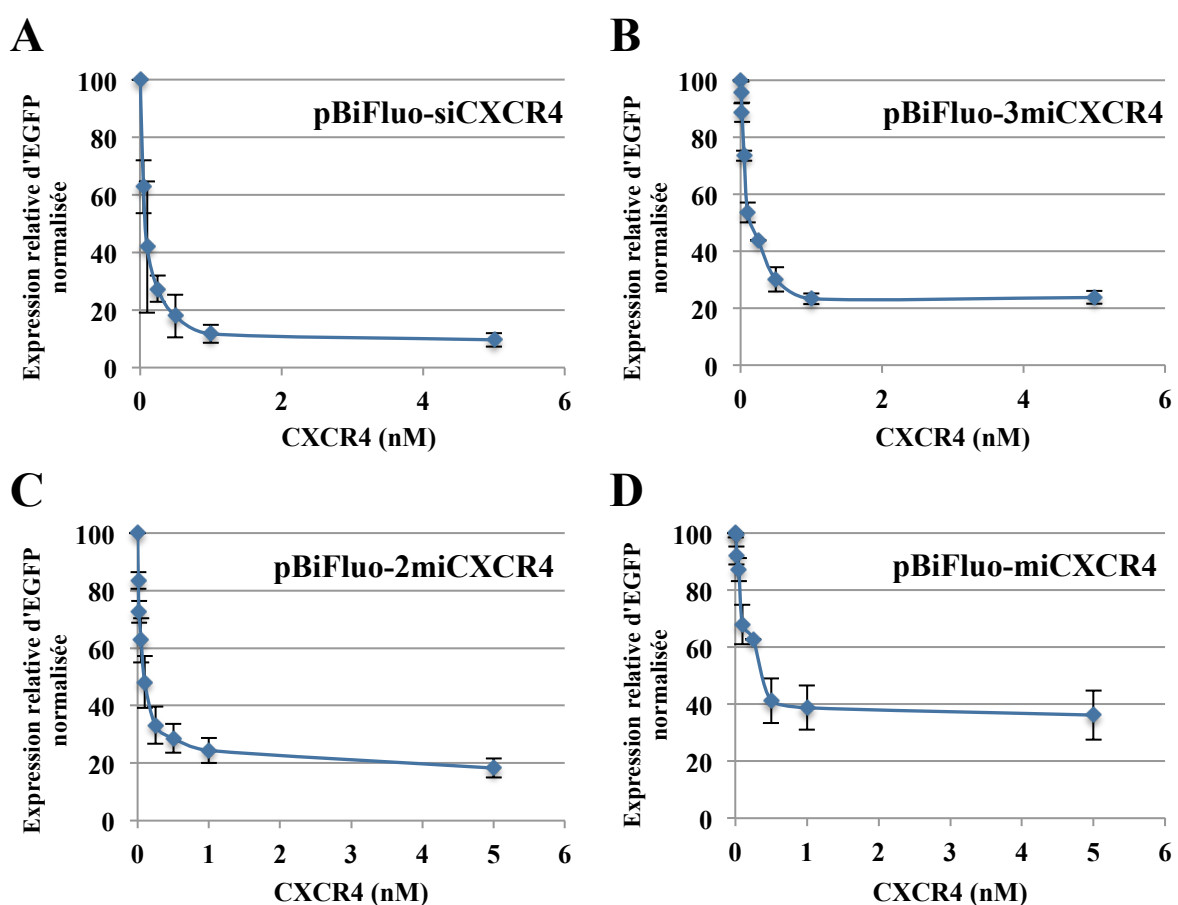 A
Expression relative d'EGFP
normalisée
100
80
60
40
20
0
pBiFluo-siCXCR4
0
2
4
6
CXCR4 (nM)
B
Expression relative d'EGFP
normalisée
100
80
60
40
20
0
pBiFluo-3miCXCR4
0
2
4
6
CXCR4 (nM)
C
Expression relative d'EGFP
normalisée
100
80
60
40
20
0
pBiFluo-2miCXCR4
0
1
2
3
4
5
6
CXCR4 (nM)
D
Expression relative d'EGFP
normalisée
100
80
60
40
20
0
pBiFluo-miCXCR4
0
1
2
3
4
5
6
CXCR4 (nM)